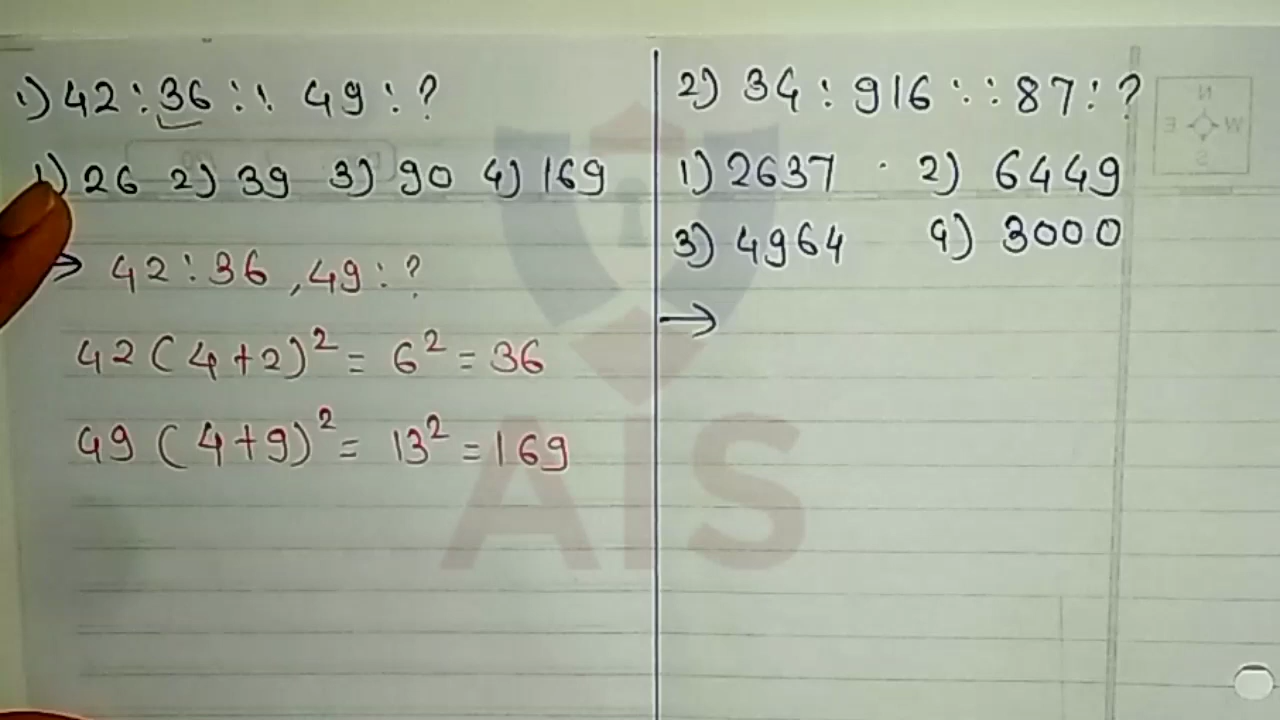 1) 42 : 36 : : 49 : ?
1) 26 2) 39 3) 90 4) 169
→ 42 : 36 , 49 : ?
42 ( 4 + 2 )² = 6² = 36
49 ( 4 + 9 )² = 13² = 169
2) 34 : 916 : : 87 : ?
1) 2637 2) 6449
3) 4964 4) 3000
→
AIS
N
E W
S